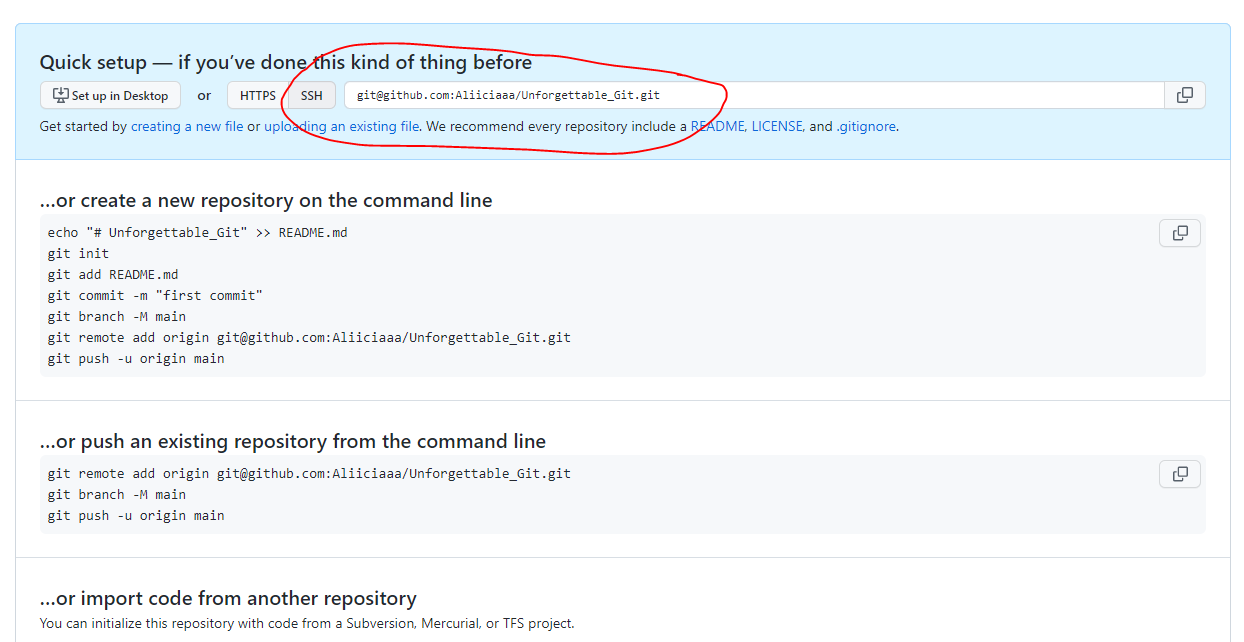 Quick setup — if you’ve done this kind of thing before
Set up in Desktop or HTTPS SSH git@github.com:Aliiciaaa/Unforgettable_Git.git
Get started by creating a new file or uploading an existing file. We recommend every repository include a README, LICENSE, and .gitignore.
…or create a new repository on the command line
echo "# Unforgettable_Git" >> README.md
git init
git add README.md
git commit -m "first commit"
git branch -M main
git remote add origin git@github.com:Aliiciaaa/Unforgettable_Git.git
git push -u origin main
…or push an existing repository from the command line
git remote add origin git@github.com:Aliiciaaa/Unforgettable_Git.git
git branch -M main
git push -u origin main
…or import code from another repository
You can initialize this repository with code from a Subversion, Mercurial, or TFS project.